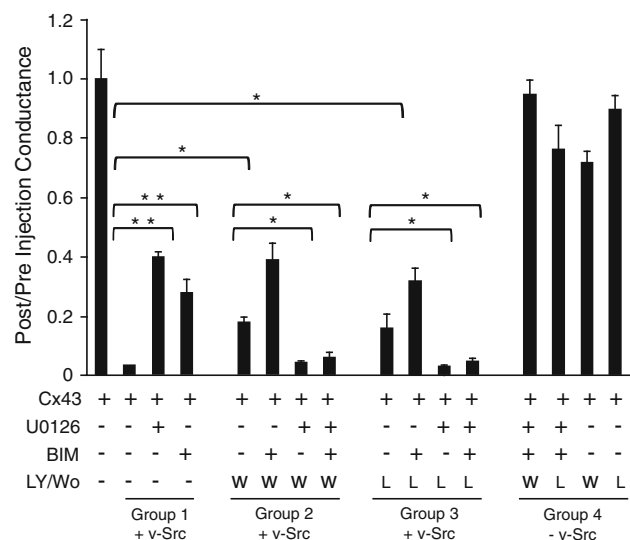 1.2
1.0
0.8
0.6
0.4
0.2
0
Post/Pre Injection Conductance
*
*
* *
* *
*
*
*
*
Cx43 + + + + + + + + + + + + + + + +
U0126 - - + - - - + + - - + + + + - -
BIM - - - + - + - + - + - + + + - -
LY/Wo - - - - W W W W L L L L W L W L
Group 1 Group 2 Group 3 Group 4
+ v-Src + v-Src + v-Src - v-Src